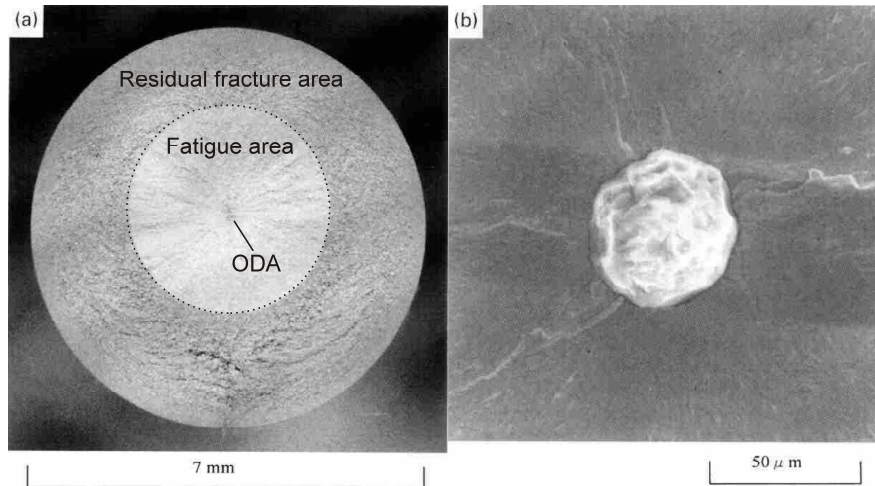 (a)
Residual fracture area
Fatigue area
ODA
7 mm
(b)
50 μ m